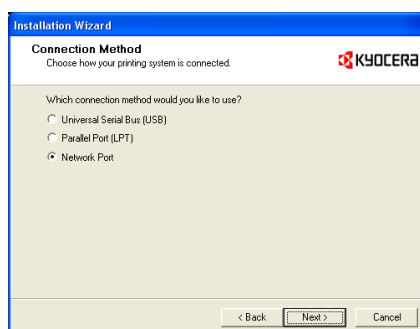 Installation Wizard
Connection Method
Choose how your printing system is connected.
KYOCERA
Which connection method would you like to use?
Universal Serial Bus (USB)
Parallel Port (LPT)
Network Port
< Back
Next >
Cancel